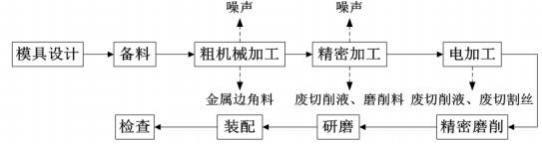 噪声 噪声
模具设计 备料 粗机械加工 精密加工 电加工
金属边角料 废切削液、磨削料 废切削液、废切割丝
检查 装配 研磨 精密磨削